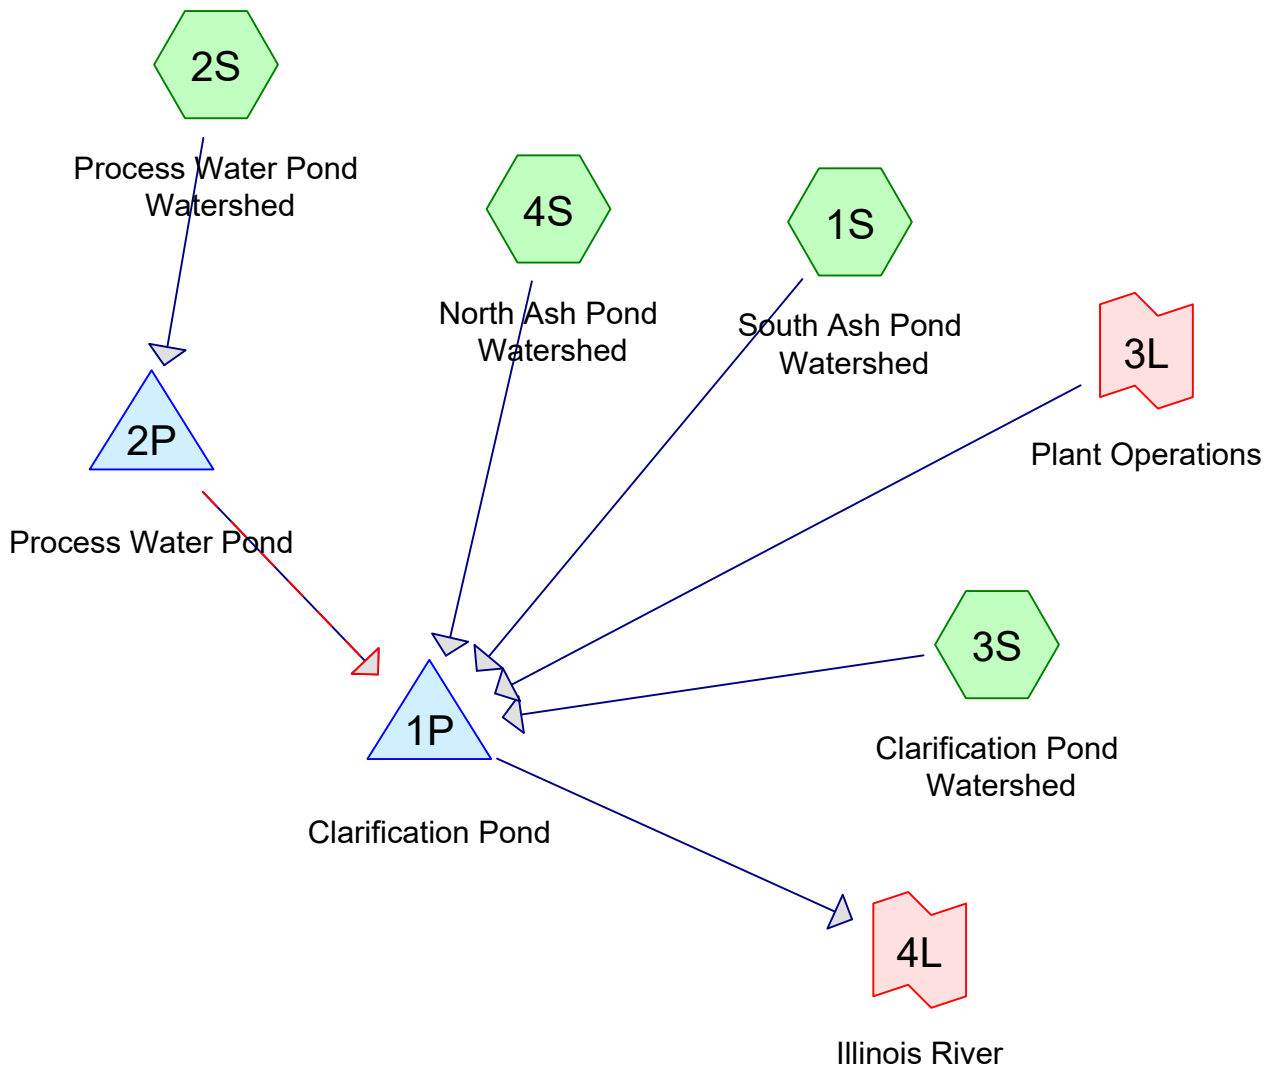 2S
Process Water Pond
Watershed
4S
North Ash Pond
Watershed
1S
South Ash Pond
Watershed
3L
Plant Operations
2P
Process Water Pond
3S
Clarification Pond
Watershed
1P
Clarification Pond
4L
Illinois River